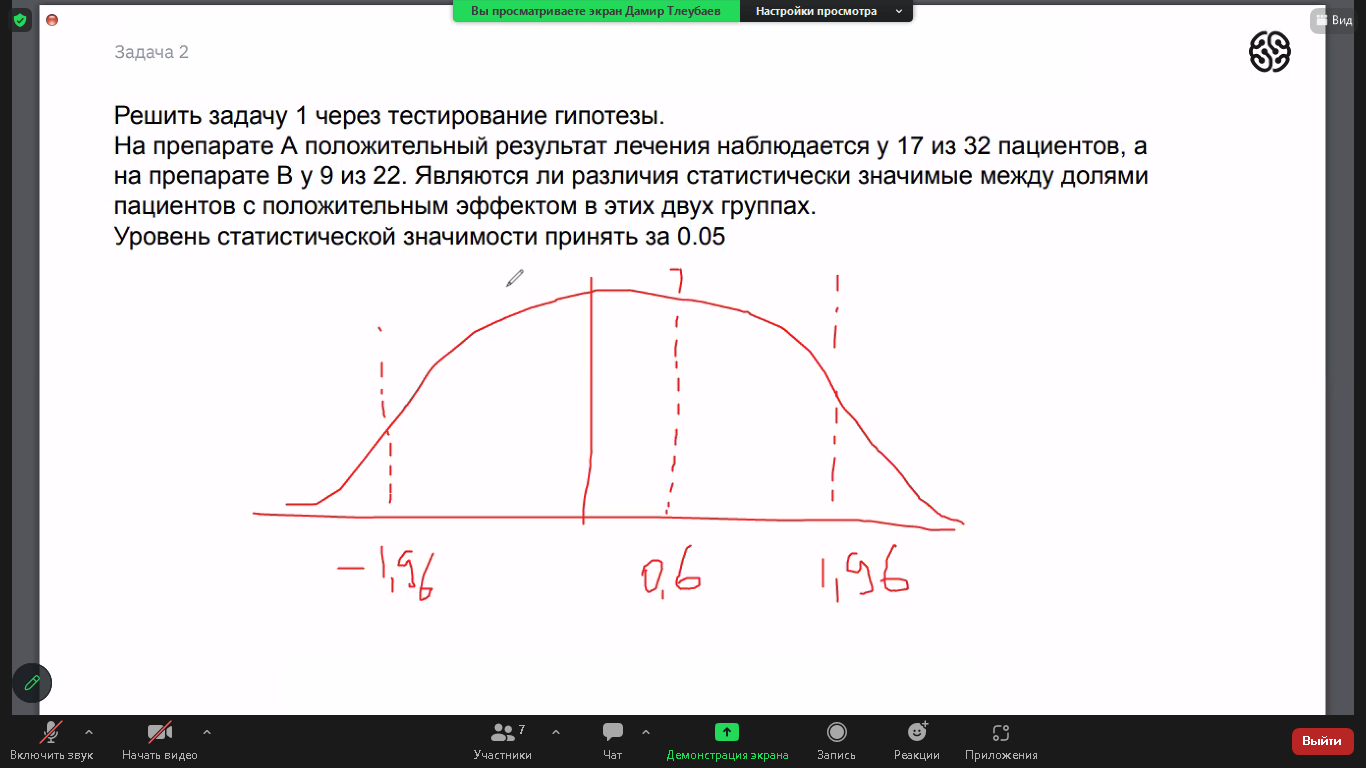 Вы просматриваете экран Дамир Тлеубаев
Настройки просмотра
Вид
Задача 2
Решить задачу 1 через тестирование гипотезы.
На препарате А положительный результат лечения наблюдается у 17 из 32 пациентов, а
на препарате В у 9 из 22. Являются ли различия статистически значимые между долями
пациентов с положительным эффектом в этих двух группах.
Уровень статистической значимости принять за 0.05
−1,96
0,6
1,96
7
Включить звук
Начать видео
Участники
Чат
Демонстрация экрана
Запись
Реакции
Приложения
Выйти